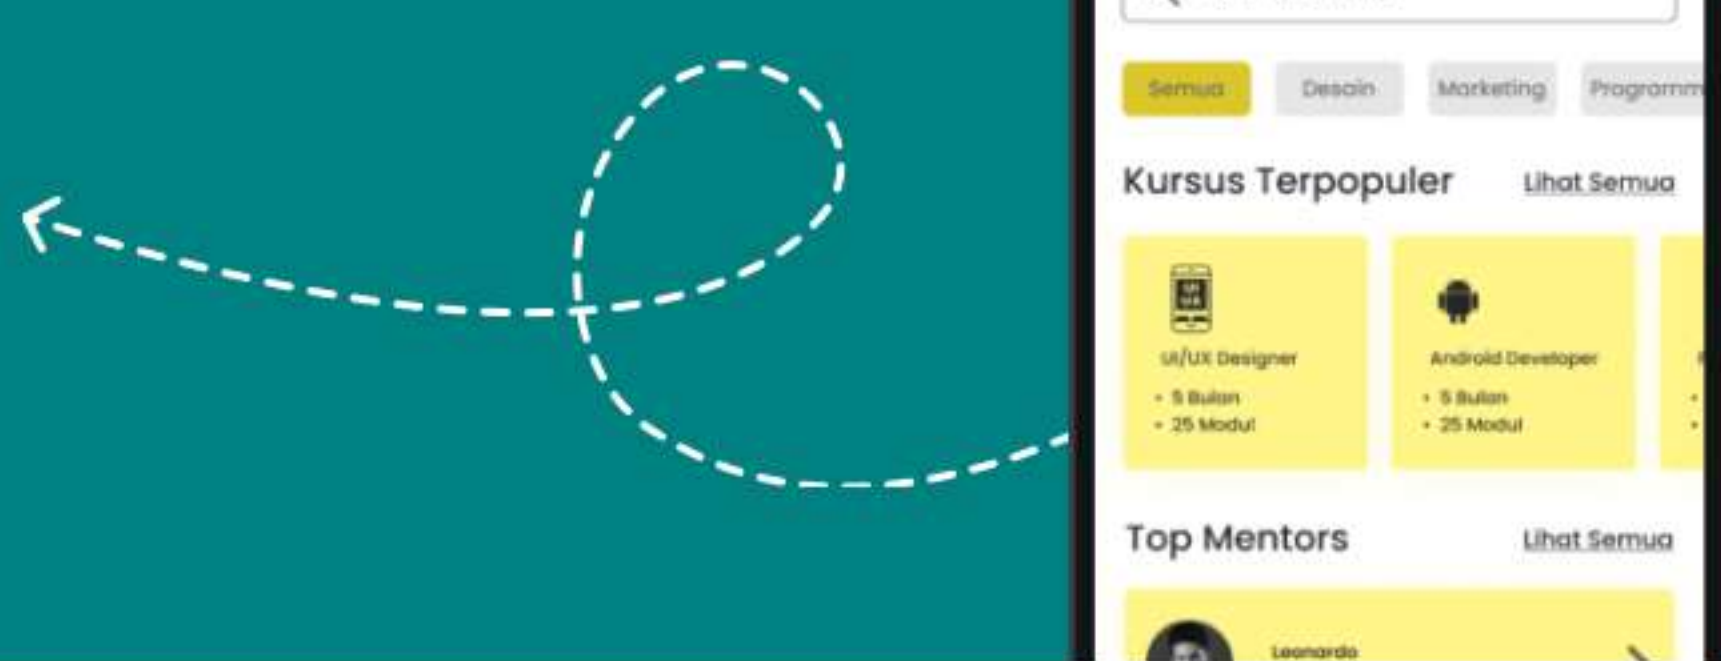 Semua Desain Marketing Programm
Kursus Terpopuler Lihat Semua
UI/UX Designer
• 5 Bulan
• 25 Modul
Android Developer
• 5 Bulan
• 25 Modul
Top Mentors Lihat Semua
Leonardo